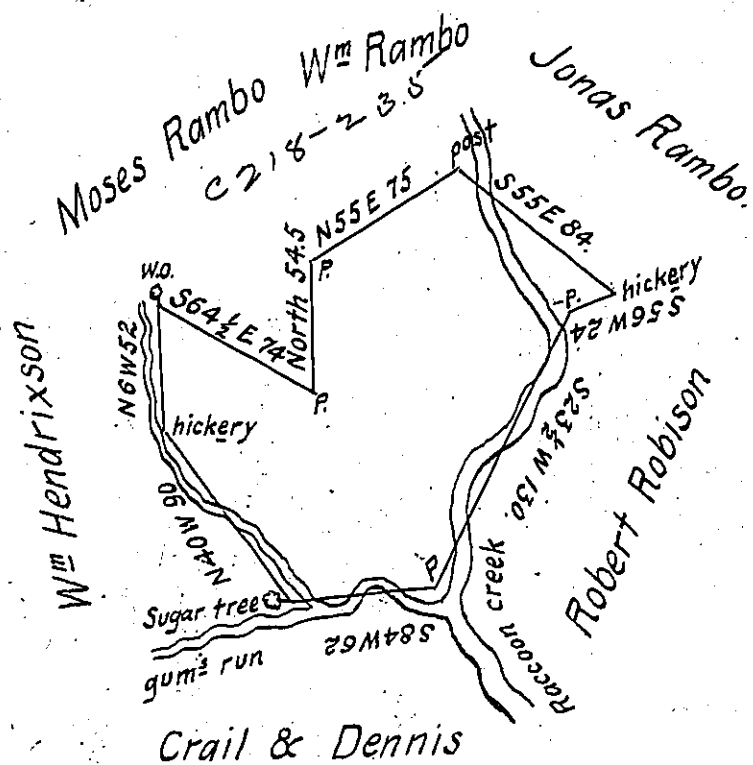 Moses Rambo
Wm Rambo
Jonas Rambo.
C218-235
post
N55E 75
S55E 84.
North 54.5
P.
W.O.
S64½E 74
P.
-P.
hickery
S56W 24
N6W52
hickery
Wm Hendrixson
N40W 90
S23½W 130.
Robert Robison
P
Sugar tree
S84W62
gums run
Raccoon creek
Crail & Dennis